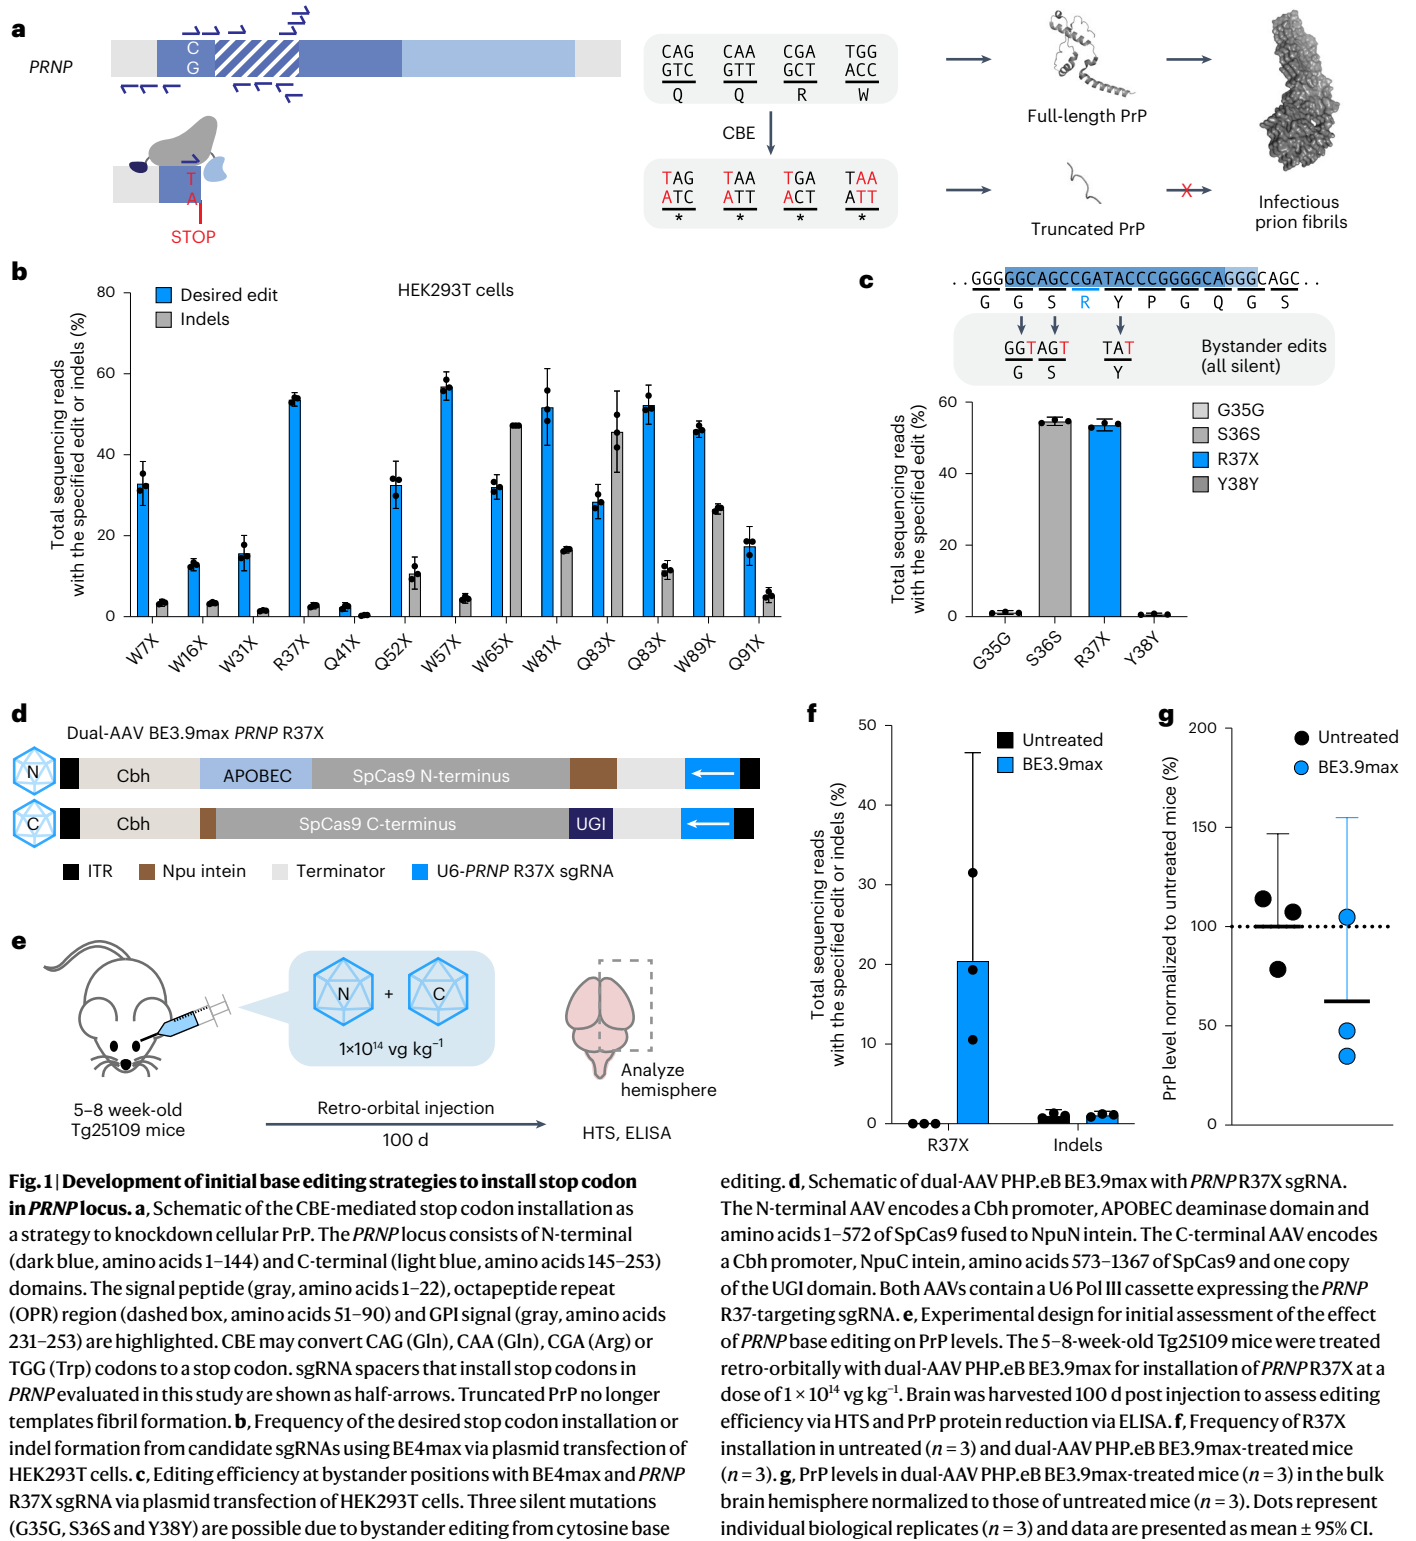 a
PRNP
C
G
T
A
STOP
CAG CAA CGA TGG
GTC GTT GCT ACC
Q Q R W
CBE
TAG TAA TGA TAA
ATC ATT ACT ATT
* * * *
Full-length PrP
Truncated PrP
X
Infectious
prion fibrils
b
HEK293T cells
Desired edit
Indels
Total sequencing reads
with the specified edit or indels (%)
80
60
40
20
0
W7X W16X W31X R37X Q41X Q52X W57X W65X W81X Q83X Q83X W89X Q91X
c
..GGGGGCAGCCGATACCCGGGGCAGGGCAGC..
G G S R Y P G Q G S
GGTAGT TAT
G S Y
Bystander edits
(all silent)
Total sequencing reads
with the specified edit (%)
60
40
20
0
G35G
S36S
R37X
Y38Y
G35G S36S R37X Y38Y
d
Dual-AAV BE3.9max PRNP R37X
N Cbh APOBEC SpCas9 N-terminus
C Cbh SpCas9 C-terminus UGI
ITR Npu intein Terminator U6-PRNP R37X sgRNA
e
N + C
1×10¹⁴ vg kg⁻¹
5–8 week-old
Tg25109 mice
Retro-orbital injection
100 d
Analyze
hemisphere
HTS, ELISA
f
Total sequencing reads
with the specified edit or indels (%)
50
40
30
20
10
0
Untreated
BE3.9max
R37X Indels
g
PrP level normalized to untreated mice (%)
200
150
100
50
0
Untreated
BE3.9max
Fig. 1 | Development of initial base editing strategies to install stop codon
in PRNP locus. a, Schematic of the CBE-mediated stop codon installation as
a strategy to knockdown cellular PrP. The PRNP locus consists of N-terminal
(dark blue, amino acids 1–144) and C-terminal (light blue, amino acids 145–253)
domains. The signal peptide (gray, amino acids 1–22), octapeptide repeat
(OPR) region (dashed box, amino acids 51–90) and GPI signal (gray, amino acids
231–253) are highlighted. CBE may convert CAG (Gln), CAA (Gln), CGA (Arg) or
TGG (Trp) codons to a stop codon. sgRNA spacers that install stop codons in
PRNP evaluated in this study are shown as half-arrows. Truncated PrP no longer
templates fibril formation. b, Frequency of the desired stop codon installation or
indel formation from candidate sgRNAs using BE4max via plasmid transfection of
HEK293T cells. c, Editing efficiency at bystander positions with BE4max and PRNP
R37X sgRNA via plasmid transfection of HEK293T cells. Three silent mutations
(G35G, S36S and Y38Y) are possible due to bystander editing from cytosine base
editing. d, Schematic of dual-AAV PHP.eB BE3.9max with PRNP R37X sgRNA.
The N-terminal AAV encodes a Cbh promoter, APOBEC deaminase domain and
amino acids 1–572 of SpCas9 fused to NpuN intein. The C-terminal AAV encodes
a Cbh promoter, NpuC intein, amino acids 573–1367 of SpCas9 and one copy
of the UGI domain. Both AAVs contain a U6 Pol III cassette expressing the PRNP
R37-targeting sgRNA. e, Experimental design for initial assessment of the effect
of PRNP base editing on PrP levels. The 5–8-week-old Tg25109 mice were treated
retro-orbitally with dual-AAV PHP.eB BE3.9max for installation of PRNP R37X at a
dose of 1 × 10¹⁴ vg kg⁻¹. Brain was harvested 100 d post injection to assess editing
efficiency via HTS and PrP protein reduction via ELISA. f, Frequency of R37X
installation in untreated (n = 3) and dual-AAV PHP.eB BE3.9max-treated mice
(n = 3). g, PrP levels in dual-AAV PHP.eB BE3.9max-treated mice (n = 3) in the bulk
brain hemisphere normalized to those of untreated mice (n = 3). Dots represent
individual biological replicates (n = 3) and data are presented as mean ± 95% CI.